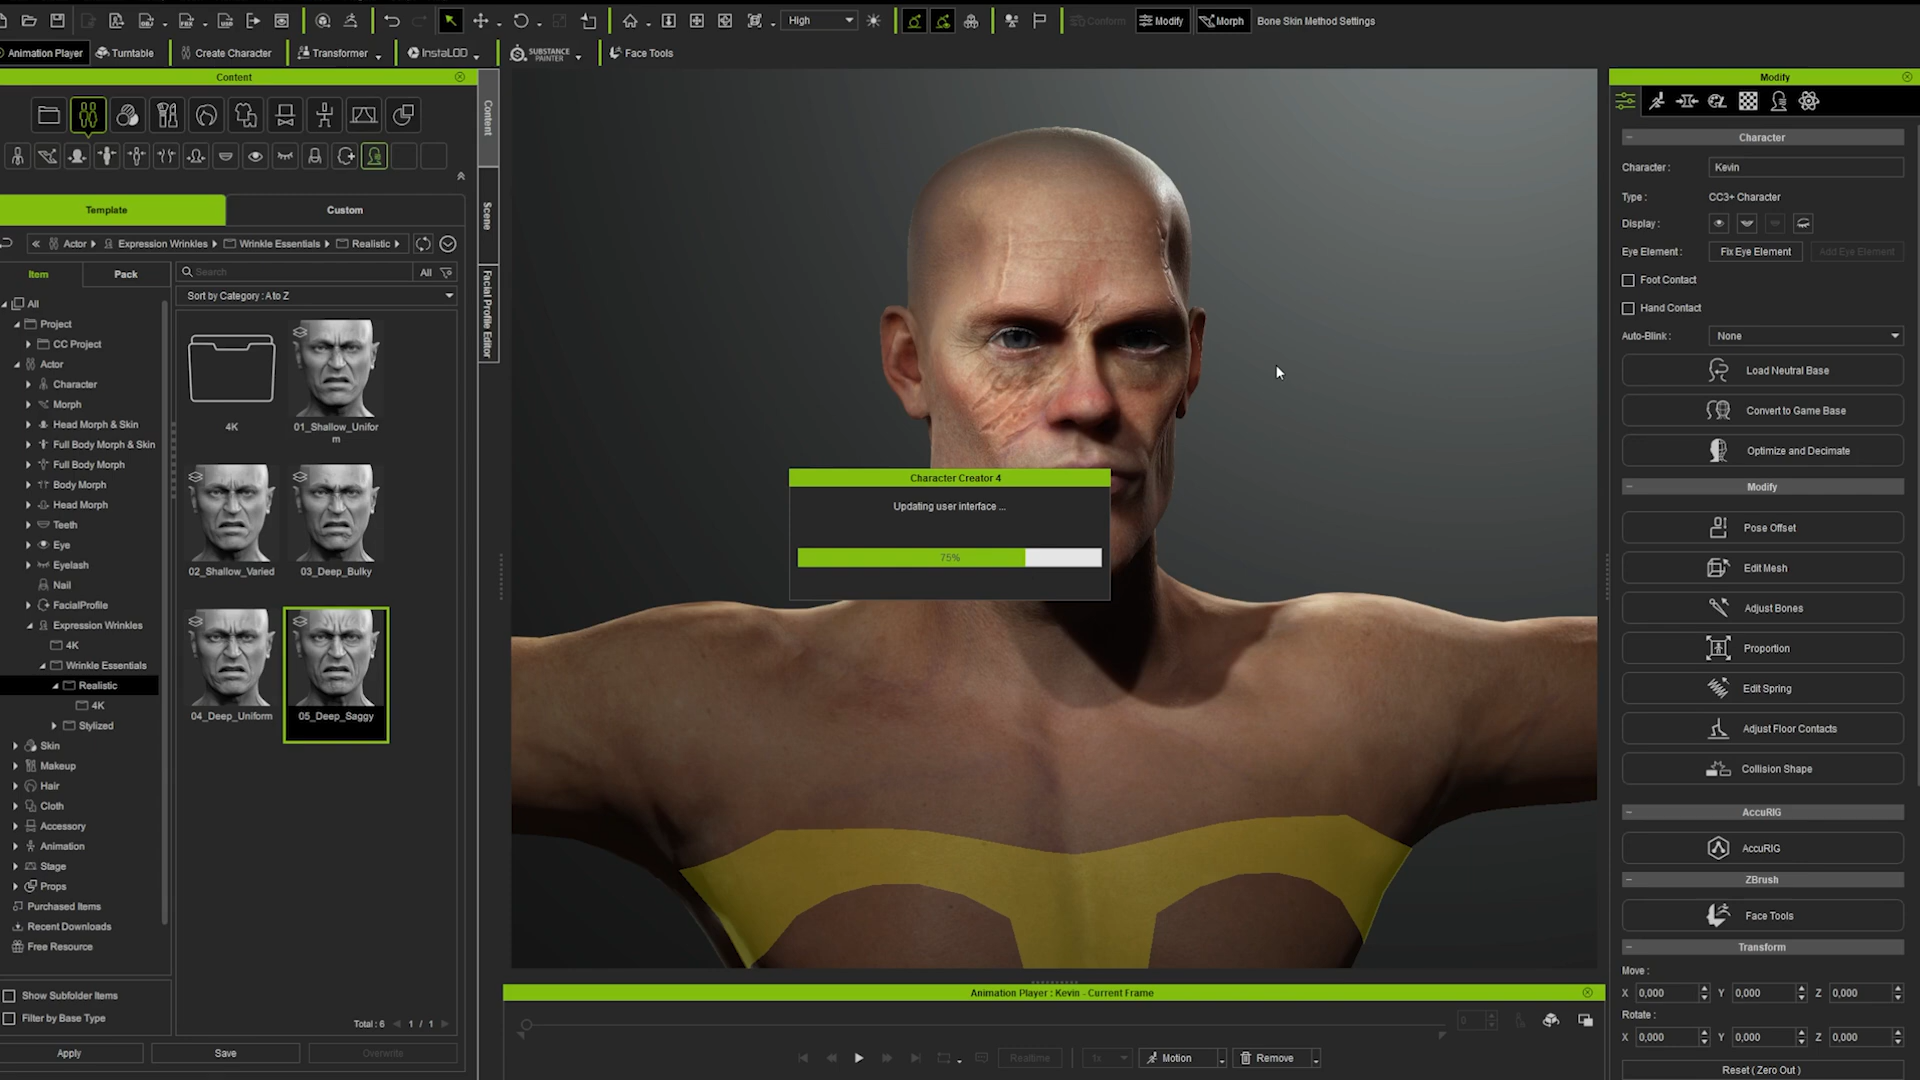 High
Conform
Modify
Morph
Bone Skin Method Settings
Animation Player
Turntable
Create Character
Transformer
InstaLOD
SUBSTANCE
PAINTER
Face Tools
Content
Template
Custom
« Actor Expression Wrinkles Wrinkle Essentials Realistic
Item
Pack
Search
All
Sort by Category : A to Z
All
Project
CC Project
Actor
Character
Morph
Head Morph & Skin
Full Body Morph & Skin
Full Body Morph
Body Morph
Head Morph
Teeth
Eye
Eyelash
Nail
FacialProfile
Expression Wrinkles
4K
Wrinkle Essentials
Realistic
4K
Stylized
Skin
Makeup
Hair
Cloth
Accessory
Animation
Stage
Props
Purchased Items
Recent Downloads
Free Resource
4K
01_Shallow_Unifor
m
02_Shallow_Varied
03_Deep_Bulky
04_Deep_Uniform
05_Deep_Saggy
Show Subfolder Items
Filter by Base Type
Total : 6
1 / 1
Apply
Save
Overwrite
Content
Scene
Facial Profile Editor
Character Creator 4
Updating user interface ...
75%
Animation Player : Kevin - Current Frame
0
Realtime
1x
Motion
Remove
Modify
Character
Character :
Kevin
Type :
CC3+ Character
Display :
Eye Element :
Fix Eye Element
Add Eye Element
Foot Contact
Hand Contact
Auto-Blink :
None
Load Neutral Base
Convert to Game Base
Optimize and Decimate
Modify
Pose Offset
Edit Mesh
Adjust Bones
Proportion
Edit Spring
Adjust Floor Contacts
Collision Shape
AccuRIG
AccuRIG
ZBrush
Face Tools
Transform
Move :
X 0,000 Y 0,000 Z 0,000
Rotate :
X 0,000 Y 0,000 Z 0,000
Reset ( Zero Out )